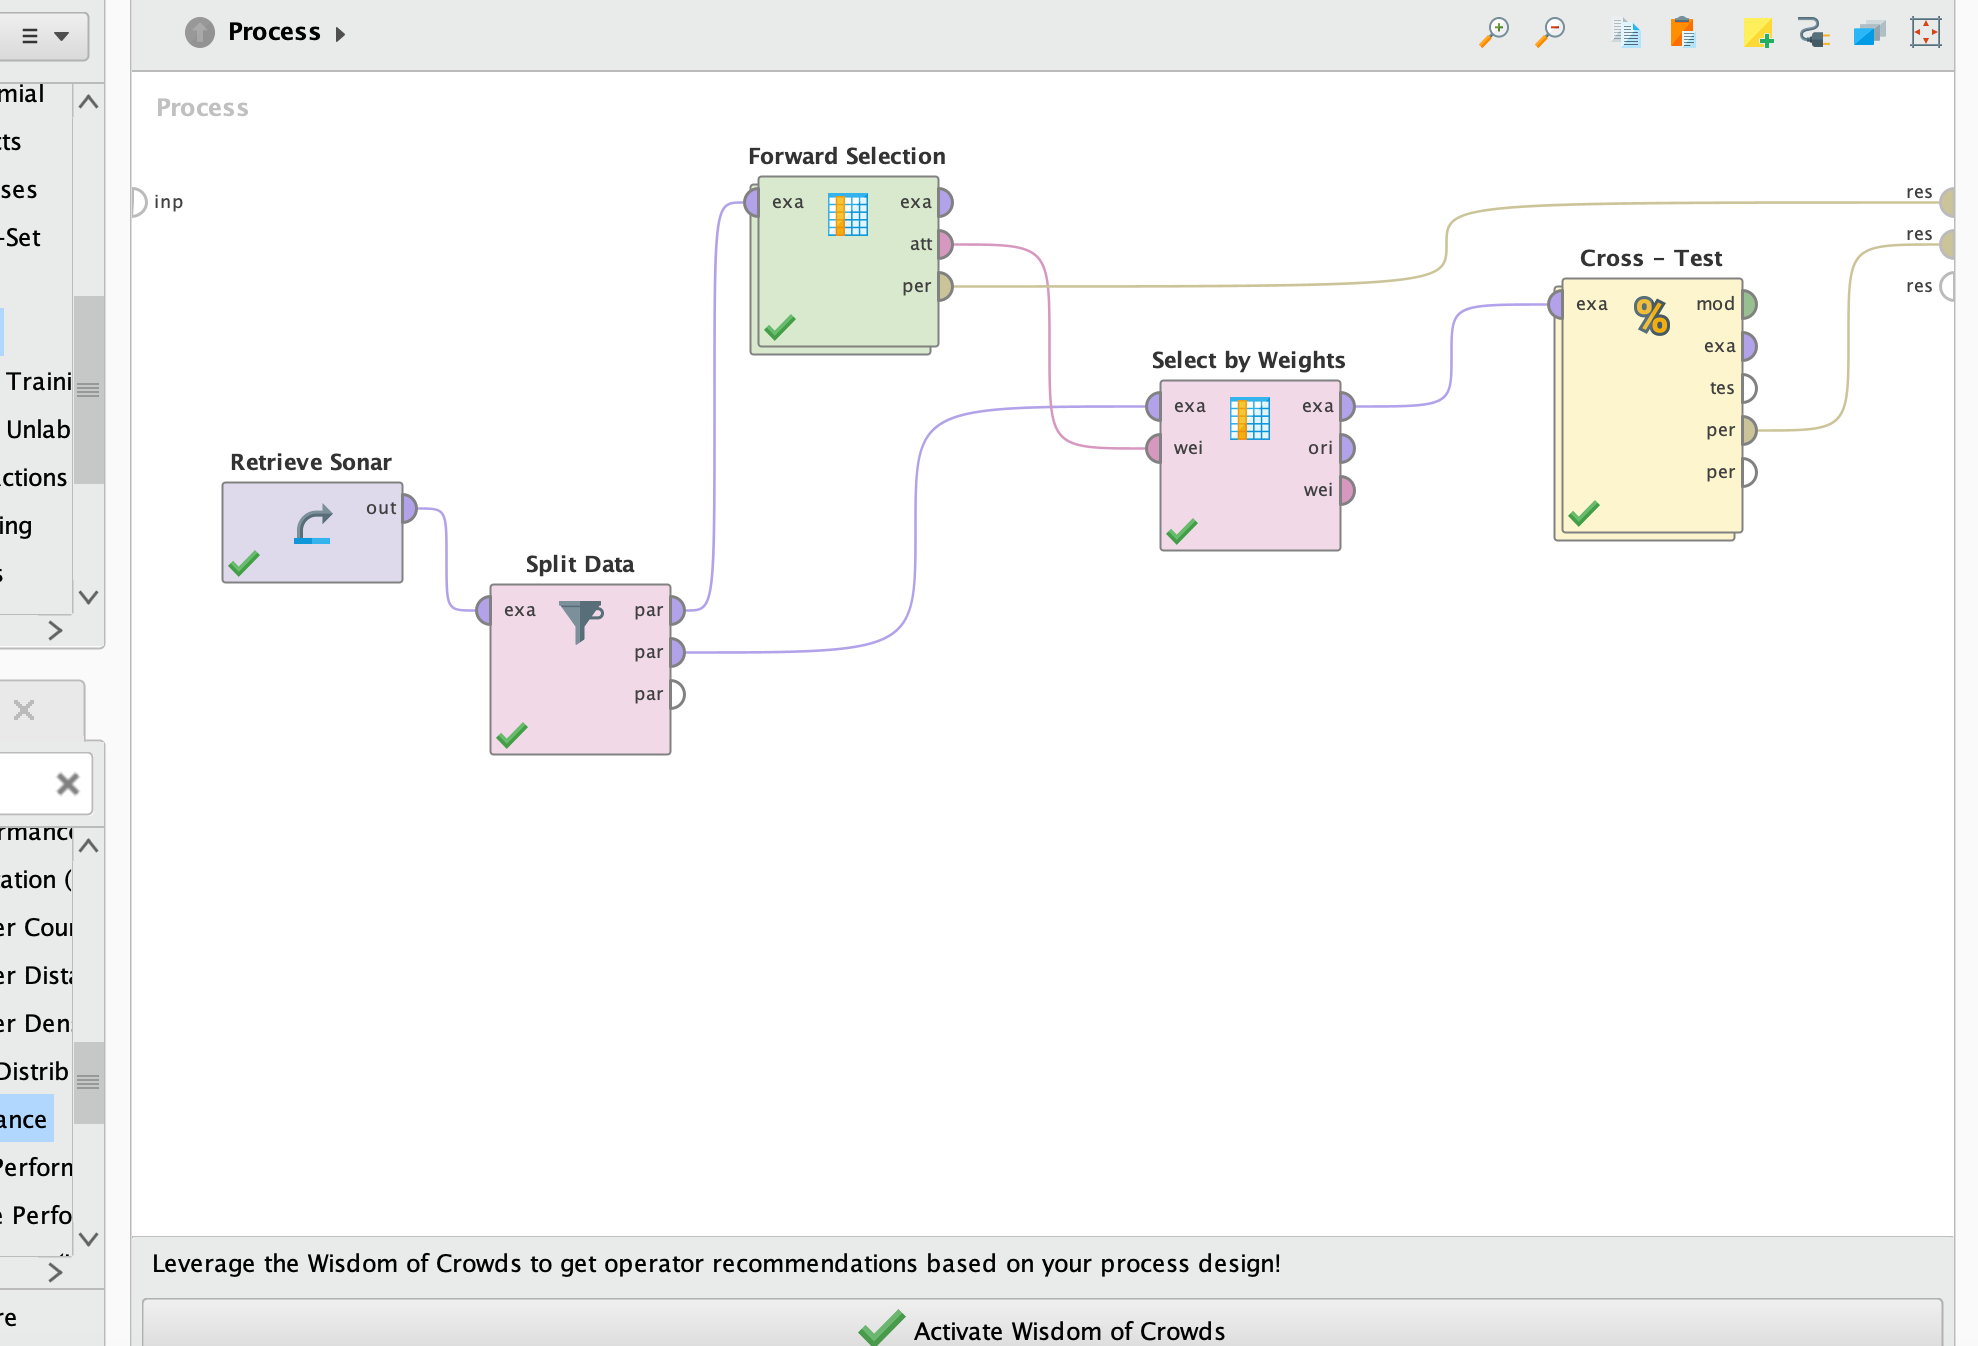 Process
Process
inp
Forward Selection
exa
exa
att
per
res
res
res
Cross – Test
exa
mod
exa
tes
per
per
Select by Weights
exa
wei
exa
ori
wei
Retrieve Sonar
out
Split Data
exa
par
par
par
mial
ts
ses
-Set
Traini
Unlab
ctions
ing
s
rmance
ation (
er Cou
er Dista
er Den
Distrib
ance
Perform
e Perfo
re
Leverage the Wisdom of Crowds to get operator recommendations based on your process design!
Activate Wisdom of Crowds